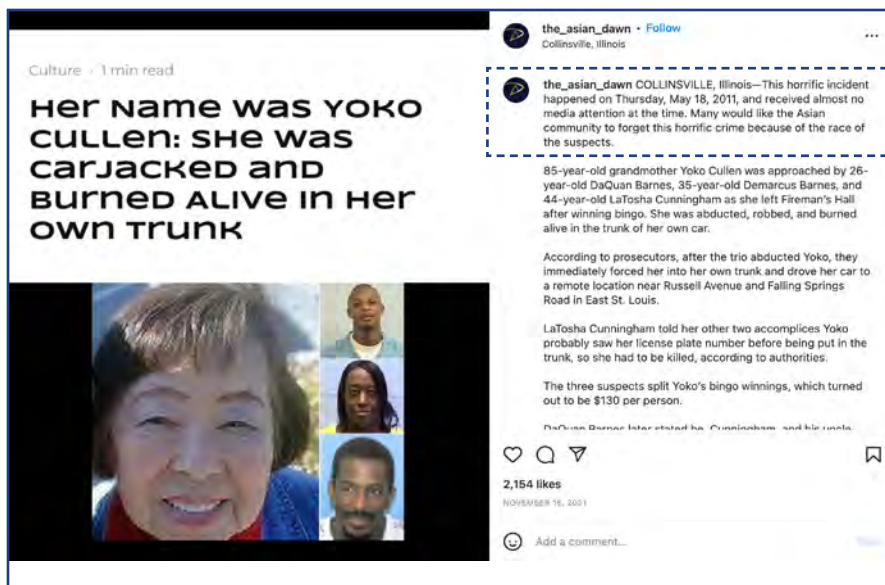 Culture · 1 min read
Her Name was YOKO
Cullen: SHe was
carjacked and
Burned Alive in Her
own Trunk
the_asian_dawn • Follow
Collinsville, Illinois
the_asian_dawn COLLINSVILLE, Illinois—This horrific incident
happened on Thursday, May 18, 2011, and received almost no
media attention at the time. Many would like the Asian
community to forget this horrific crime because of the race of
the suspects.
85-year-old grandmother Yoko Cullen was approached by 26-
year-old DaQuan Barnes, 35-year-old Demarcus Barnes, and
44-year-old LaTosha Cunningham as she left Fireman's Hall
after winning bingo. She was abducted, robbed, and burned
alive in the trunk of her own car.
According to prosecutors, after the trio abducted Yoko, they
immediately forced her into her own trunk and drove her car to
a remote location near Russell Avenue and Falling Springs
Road in East St. Louis.
LaTosha Cunningham told her other two accomplices Yoko
probably saw her license plate number before being put in the
trunk, so she had to be killed, according to authorities.
The three suspects split Yoko's bingo winnings, which turned
out to be $130 per person.
DaQuan Barnes later stated he, Cunningham, and his uncle
2,154 likes
NOVEMBER 16, 2021
Add a comment...